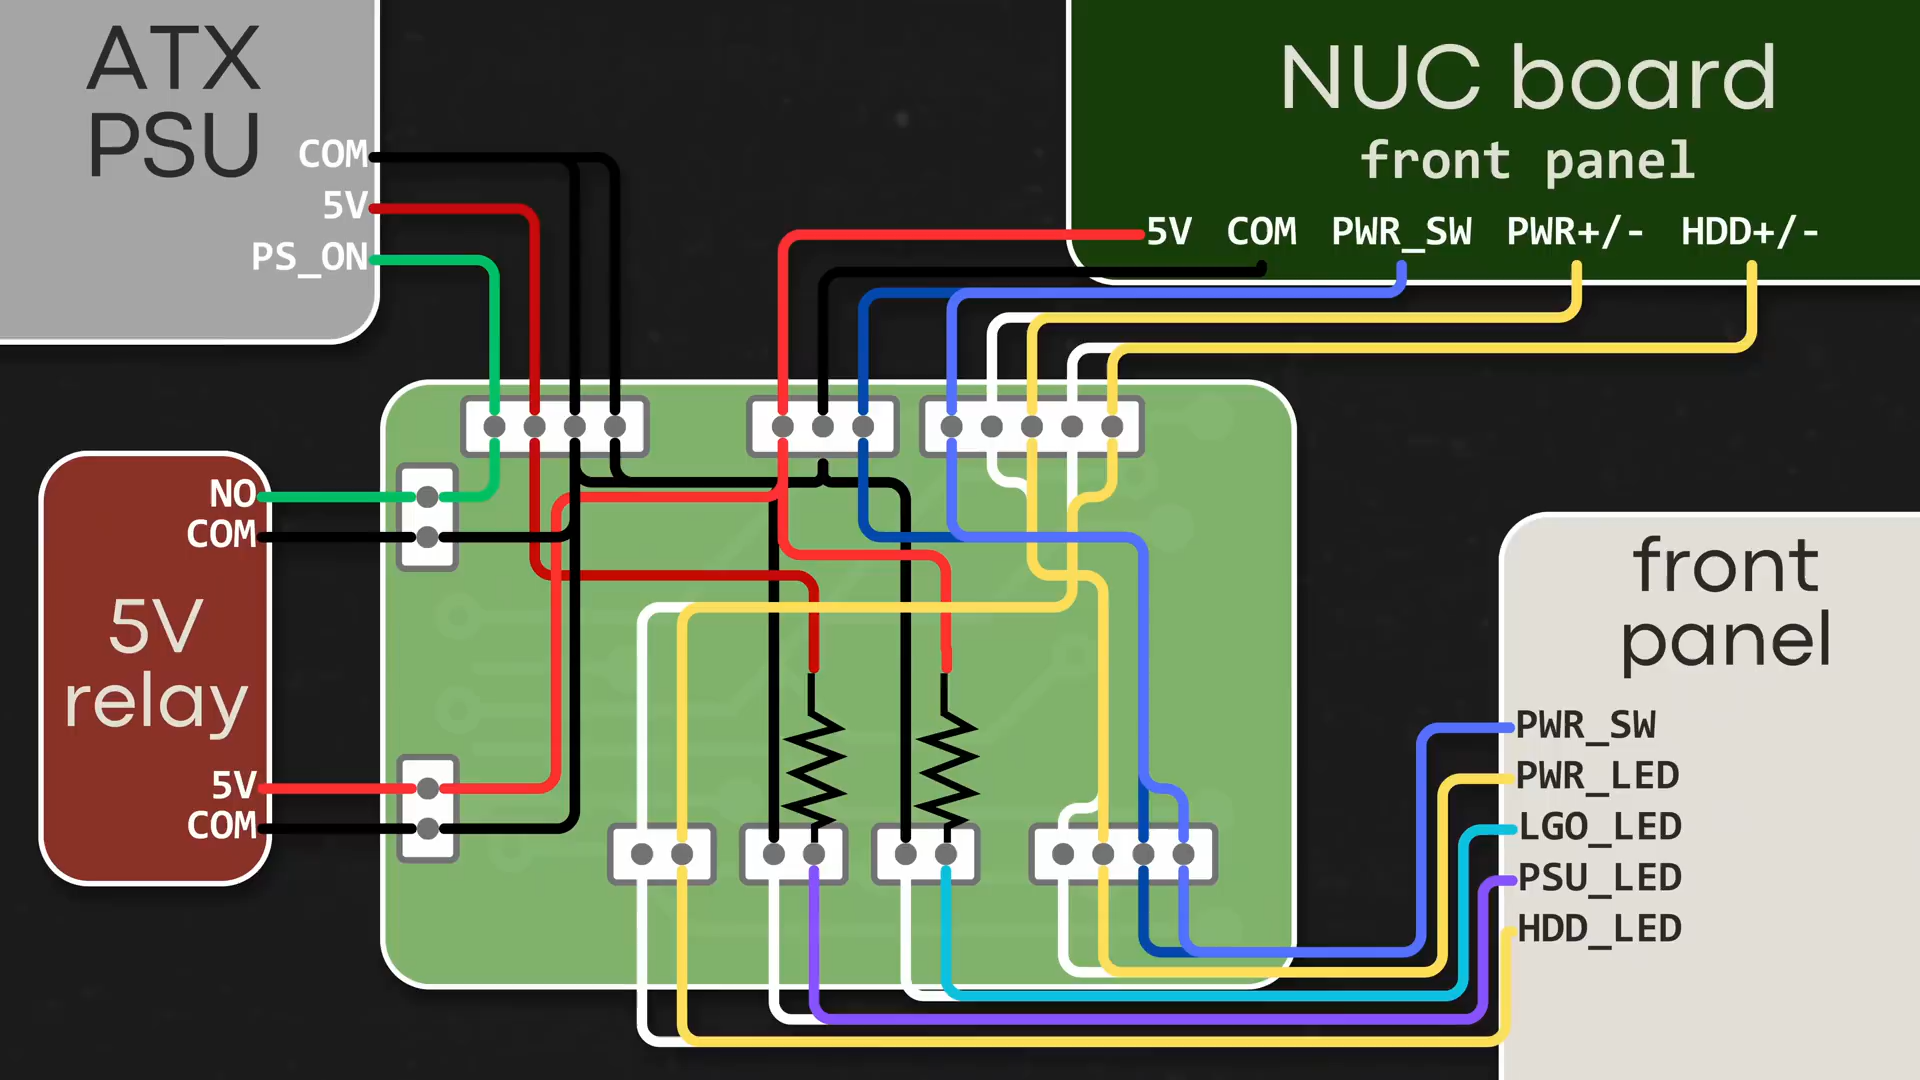 ATX
PSU
COM
5V
PS_ON
NUC board
front panel
5V COM PWR_SW PWR+/- HDD+/-
NO
COM
5V
relay
5V
COM
front
panel
PWR_SW
PWR_LED
LGO_LED
PSU_LED
HDD_LED